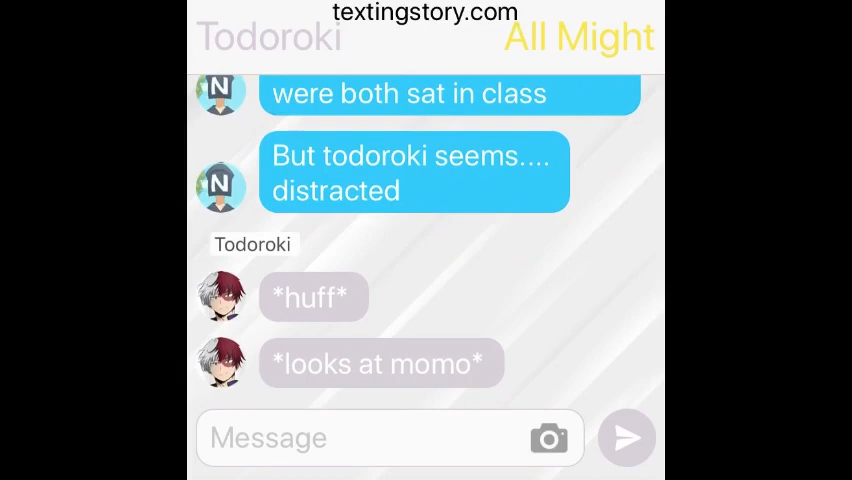 textingstory.com
Todoroki
All Might
N
were both sat in class
N
But todoroki seems....
distracted
Todoroki
*huff*
*looks at momo*
Message